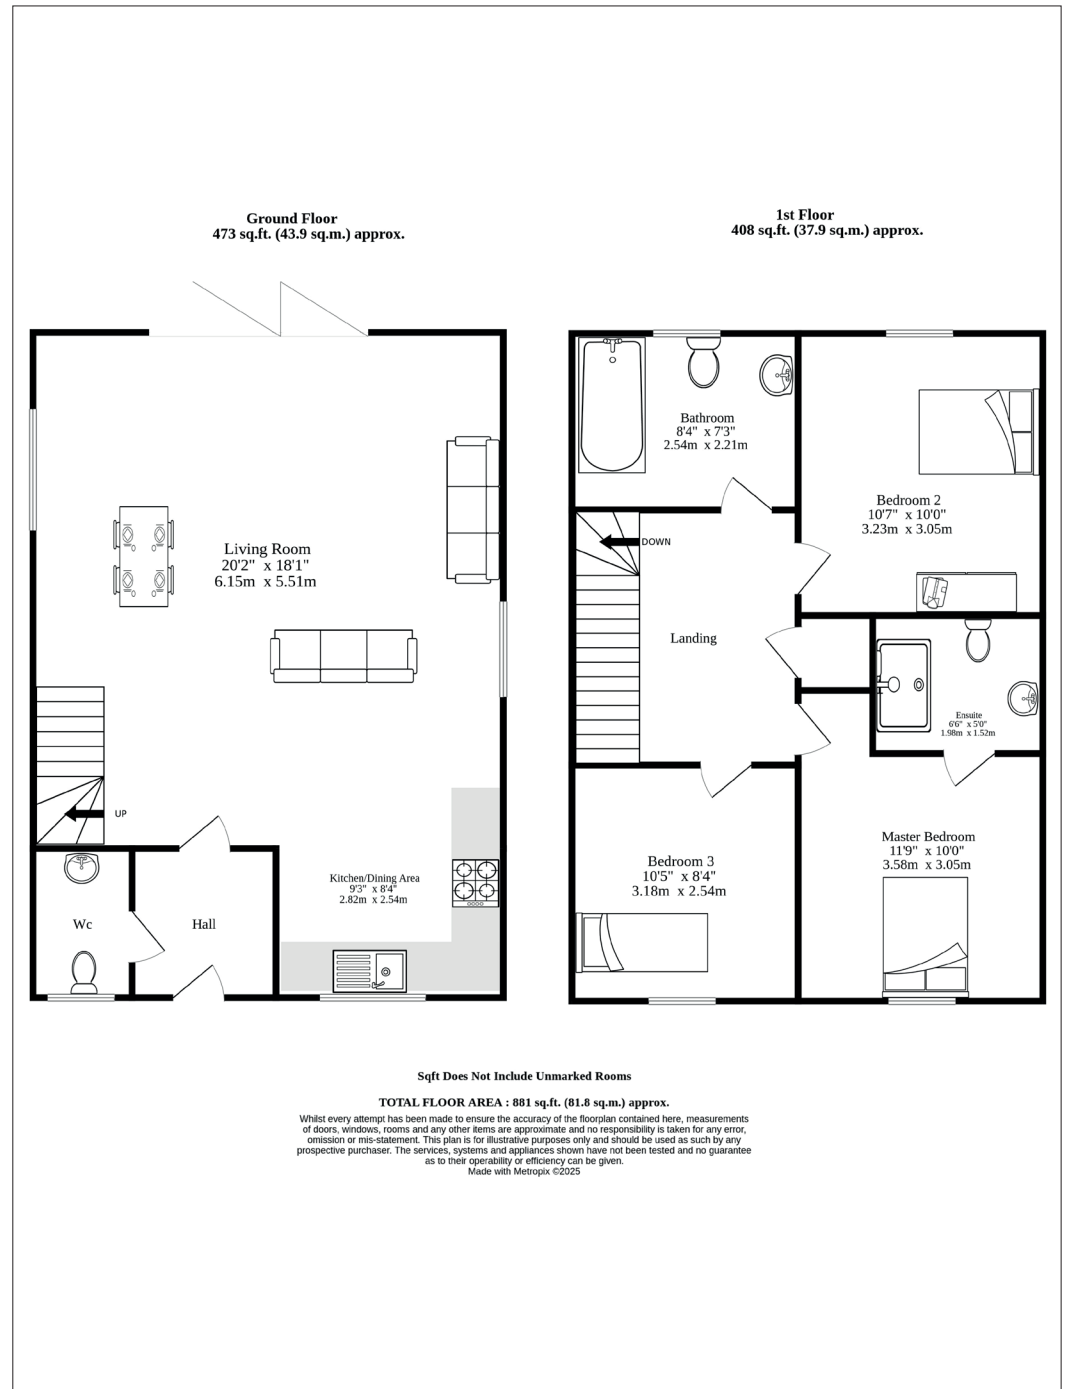 Ground Floor
473 sq.ft. (43.9 sq.m.) approx.
1st Floor
408 sq.ft. (37.9 sq.m.) approx.
Living Room
20'2" x 18'1"
6.15m x 5.51m
UP
Kitchen/Dining Area
9'3" x 8'4"
2.82m x 2.54m
Wc
Hall
Bathroom
8'4" x 7'3"
2.54m x 2.21m
Bedroom 2
10'7" x 10'0"
3.23m x 3.05m
DOWN
Landing
Ensuite
6'6" x 5'0"
1.98m x 1.52m
Master Bedroom
11'9" x 10'0"
3.58m x 3.05m
Bedroom 3
10'5" x 8'4"
3.18m x 2.54m
Sqft Does Not Include Unmarked Rooms
TOTAL FLOOR AREA : 881 sq.ft. (81.8 sq.m.) approx.
Whilst every attempt has been made to ensure the accuracy of the floorplan contained here, measurements
of doors, windows, rooms and any other items are approximate and no responsibility is taken for any error,
omission or mis-statement. This plan is for illustrative purposes only and should be used as such by any
prospective purchaser. The services, systems and appliances shown have not been tested and no guarantee
as to their operability or efficiency can be given.
Made with Metropix ©2025